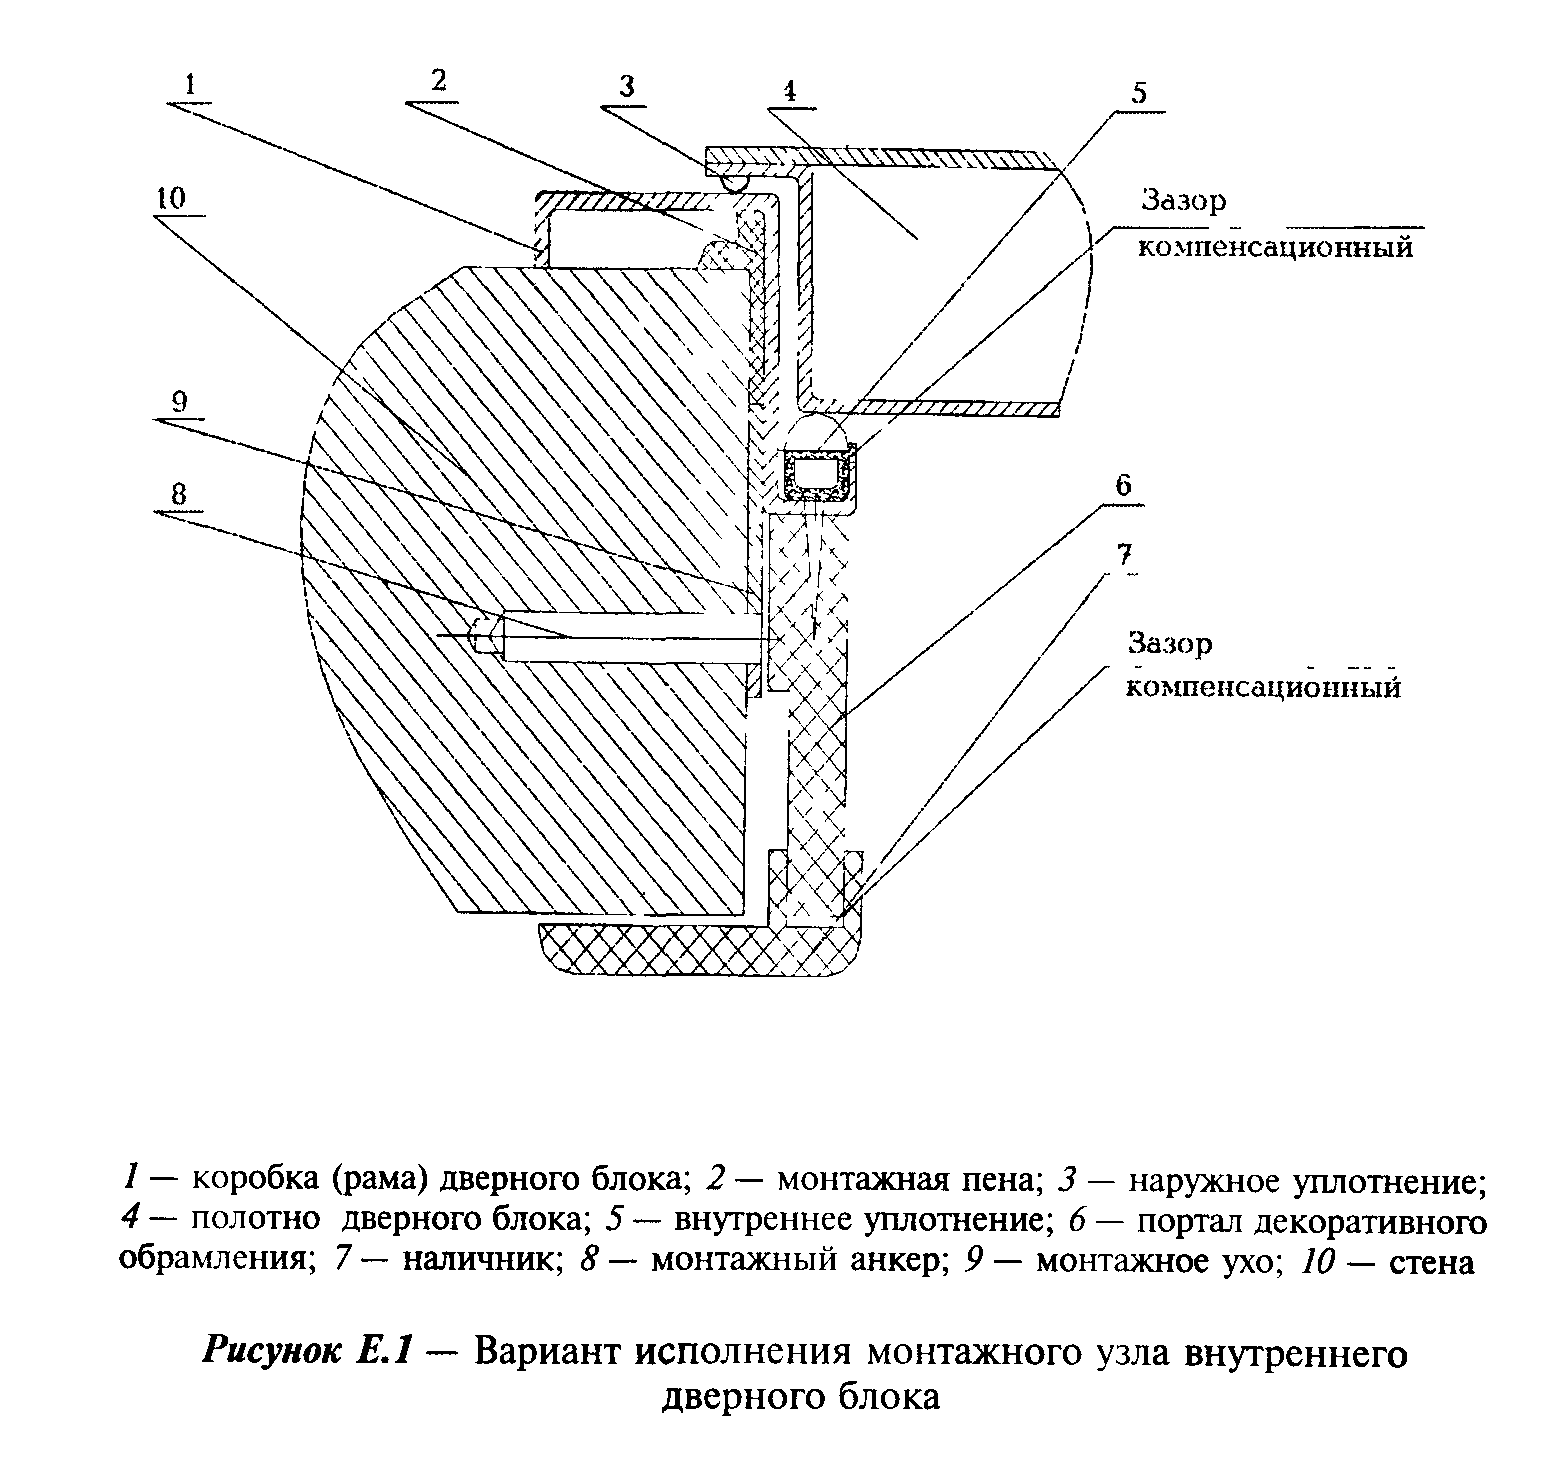 1
2
3
4
5
10
Зазор
компенсационный
9
8
6
7
Зазор
компенсационный
1 — коробка (рама) дверного блока; 2 — монтажная пена; 3 — наружное уплотнение;
4 — полотно дверного блока; 5 — внутреннее уплотнение; 6 — портал декоративного
обрамления; 7 — наличник; 8 — монтажный анкер; 9 — монтажное ухо; 10 — стена
Рисунок Е.1 — Вариант исполнения монтажного узла внутреннего
дверного блока